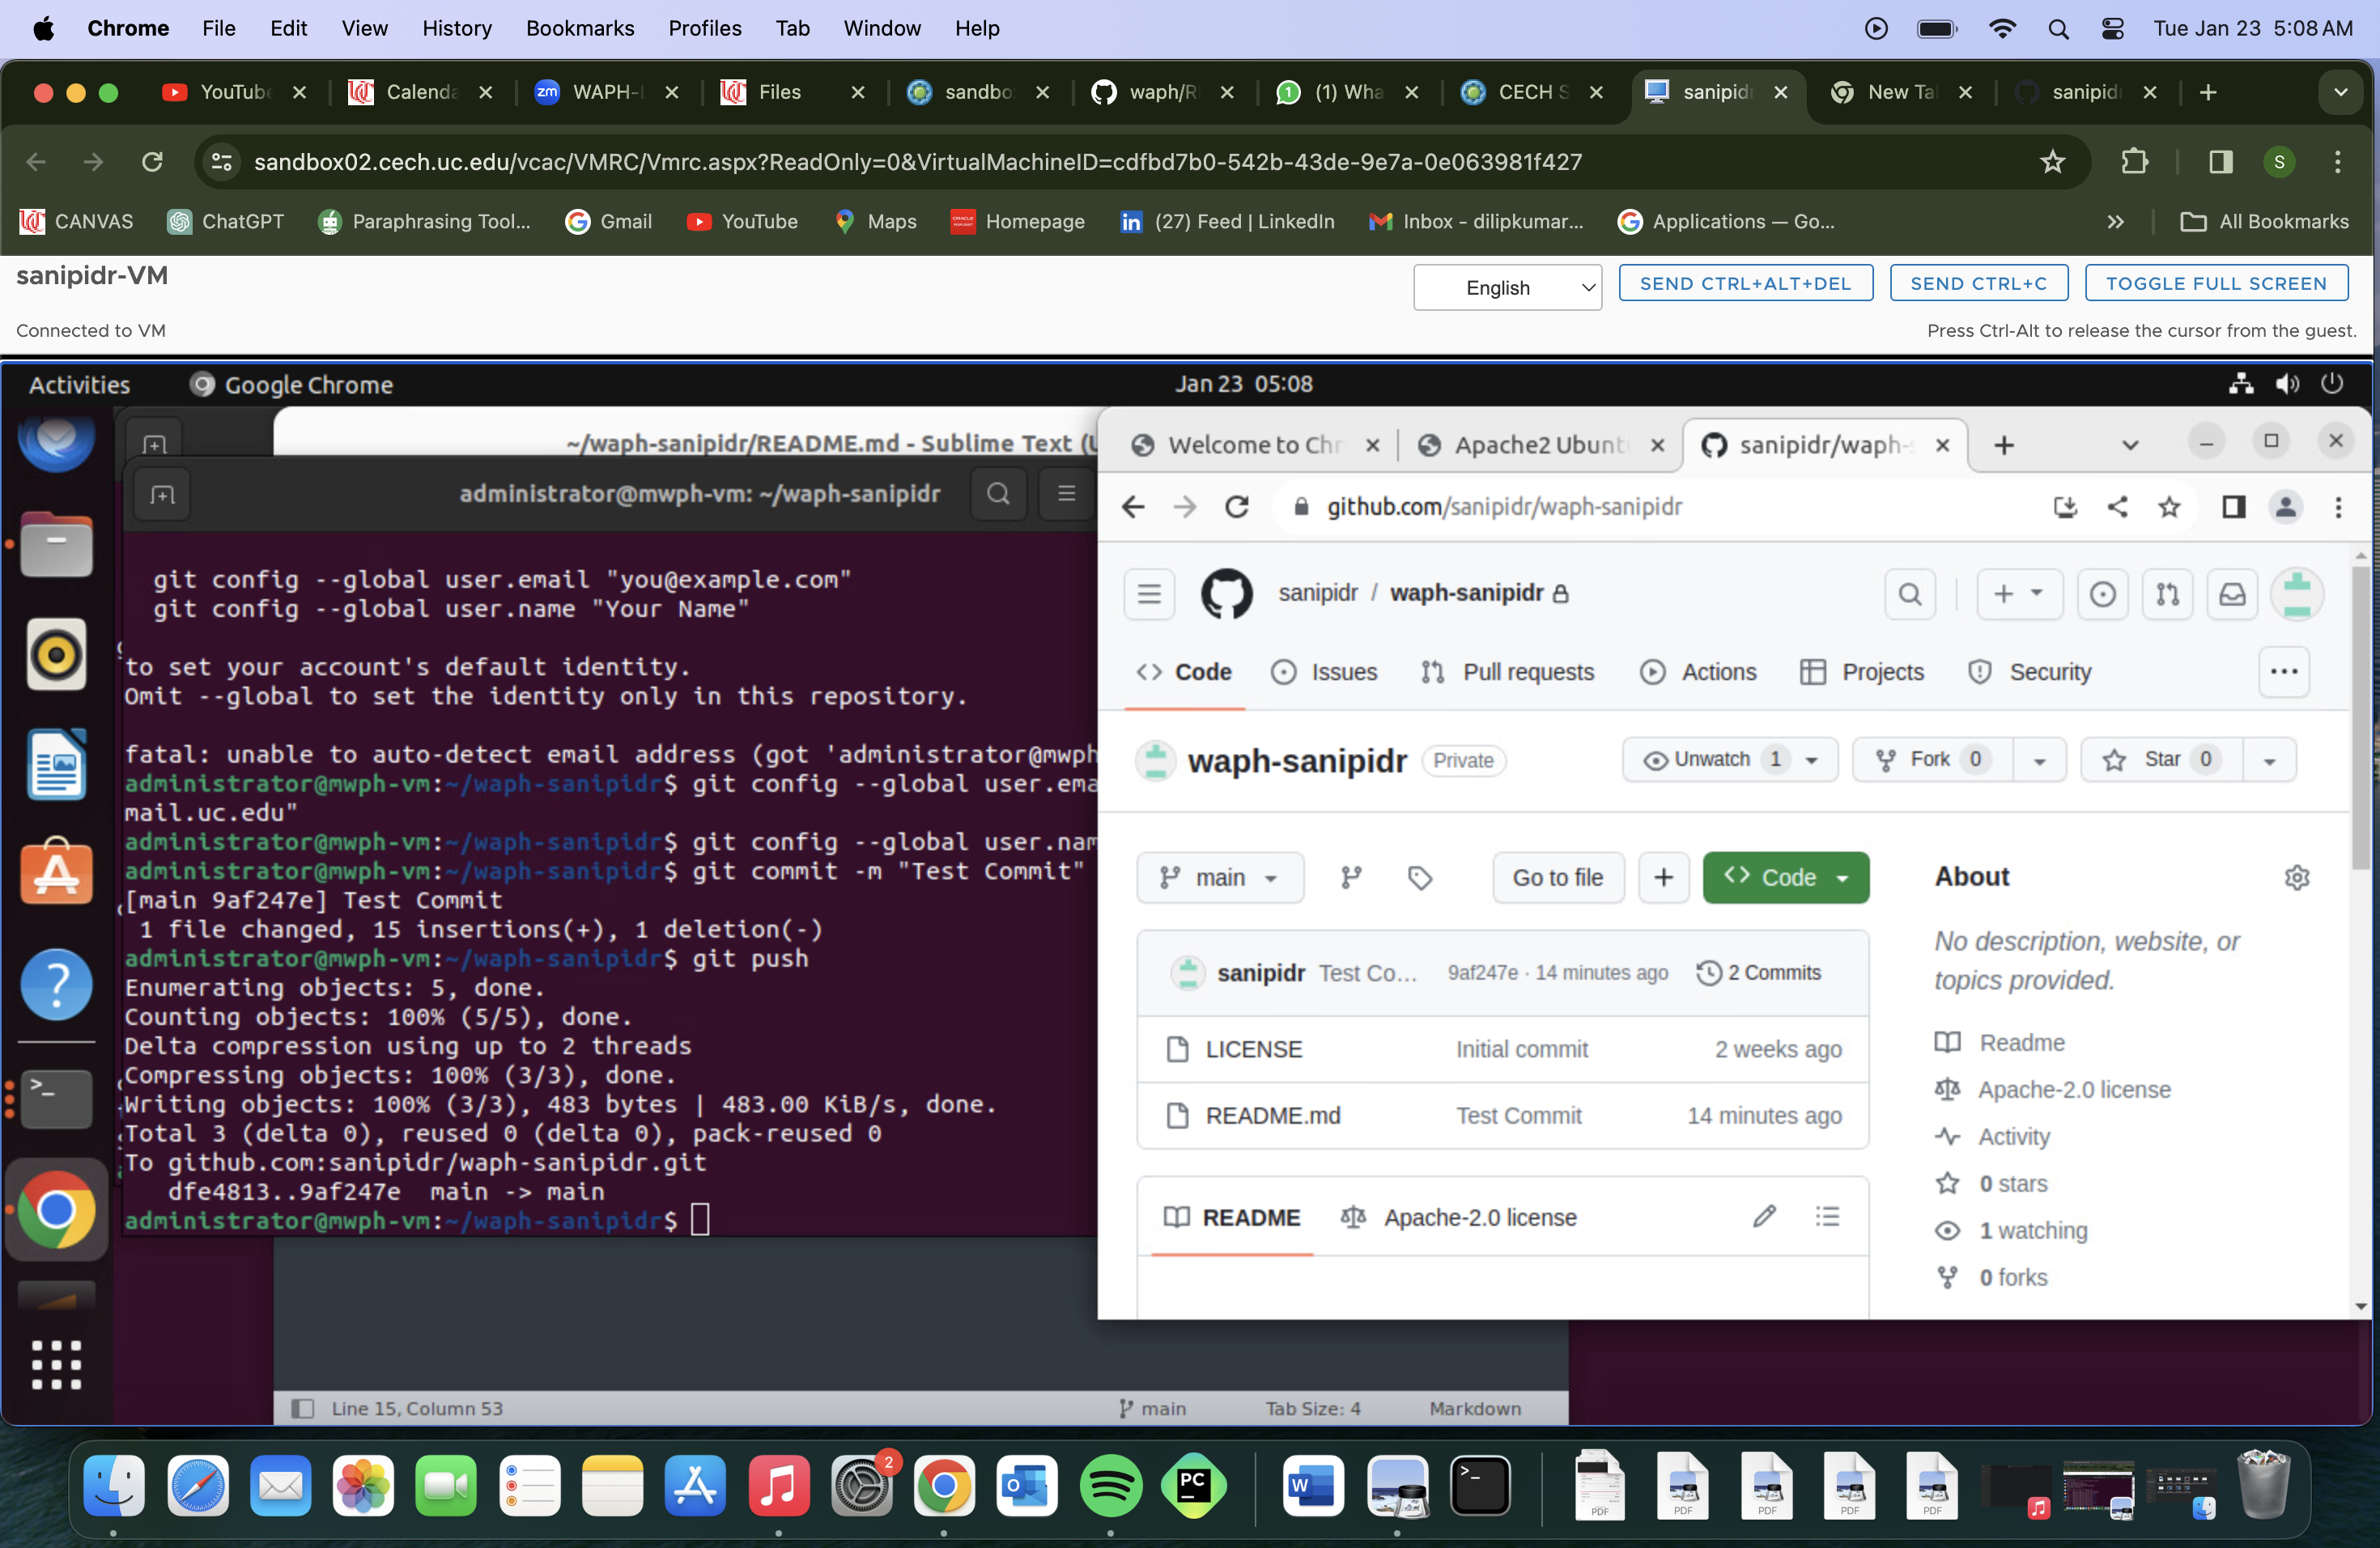 Chrome File Edit View History Bookmarks Profiles Tab Window Help Tue Jan 23 5:08 AM
YouTube Calenda zm WAPH-L Files sandbo waph/R (1) Wha CECH S sanipid New Ta sanipid
sandbox02.cech.uc.edu/vcac/VMRC/Vmrc.aspx?ReadOnly=0&VirtualMachineID=cdfbd7b0-542b-43de-9e7a-0e063981f427 S
CANVAS ChatGPT Paraphrasing Tool... Gmail YouTube Maps Homepage (27) Feed | LinkedIn Inbox - dilipkumar... Applications — Go... All Bookmarks
sanipidr-VM English SEND CTRL+ALT+DEL SEND CTRL+C TOGGLE FULL SCREEN
Connected to VM Press Ctrl-Alt to release the cursor from the guest.
Activities Google Chrome Jan 23 05:08
~/waph-sanipidr/README.md - Sublime Text (U
administrator@mwph-vm: ~/waph-sanipidr
git config --global user.email "you@example.com"
git config --global user.name "Your Name"
to set your account's default identity.
Omit --global to set the identity only in this repository.
fatal: unable to auto-detect email address (got 'administrator@mwph
administrator@mwph-vm:~/waph-sanipidr$ git config --global user.ema
mail.uc.edu"
administrator@mwph-vm:~/waph-sanipidr$ git config --global user.nam
administrator@mwph-vm:~/waph-sanipidr$ git commit -m "Test Commit"
[main 9af247e] Test Commit
1 file changed, 15 insertions(+), 1 deletion(-)
administrator@mwph-vm:~/waph-sanipidr$ git push
Enumerating objects: 5, done.
Counting objects: 100% (5/5), done.
Delta compression using up to 2 threads
Compressing objects: 100% (3/3), done.
Writing objects: 100% (3/3), 483 bytes | 483.00 KiB/s, done.
Total 3 (delta 0), reused 0 (delta 0), pack-reused 0
To github.com:sanipidr/waph-sanipidr.git
dfe4813..9af247e main -> main
administrator@mwph-vm:~/waph-sanipidr$
Welcome to Chr Apache2 Ubunt sanipidr/waph-s
github.com/sanipidr/waph-sanipidr
sanipidr / waph-sanipidr
Code Issues Pull requests Actions Projects Security
waph-sanipidr Private Unwatch 1 Fork 0 Star 0
main Go to file + Code
sanipidr Test Co... 9af247e · 14 minutes ago 2 Commits
LICENSE Initial commit 2 weeks ago
README.md Test Commit 14 minutes ago
README Apache-2.0 license
About
No description, website, or
topics provided.
Readme
Apache-2.0 license
Activity
0 stars
1 watching
0 forks
Line 15, Column 53 main Tab Size: 4 Markdown
2
PC
W
PDF PDF PDF PDF PDF